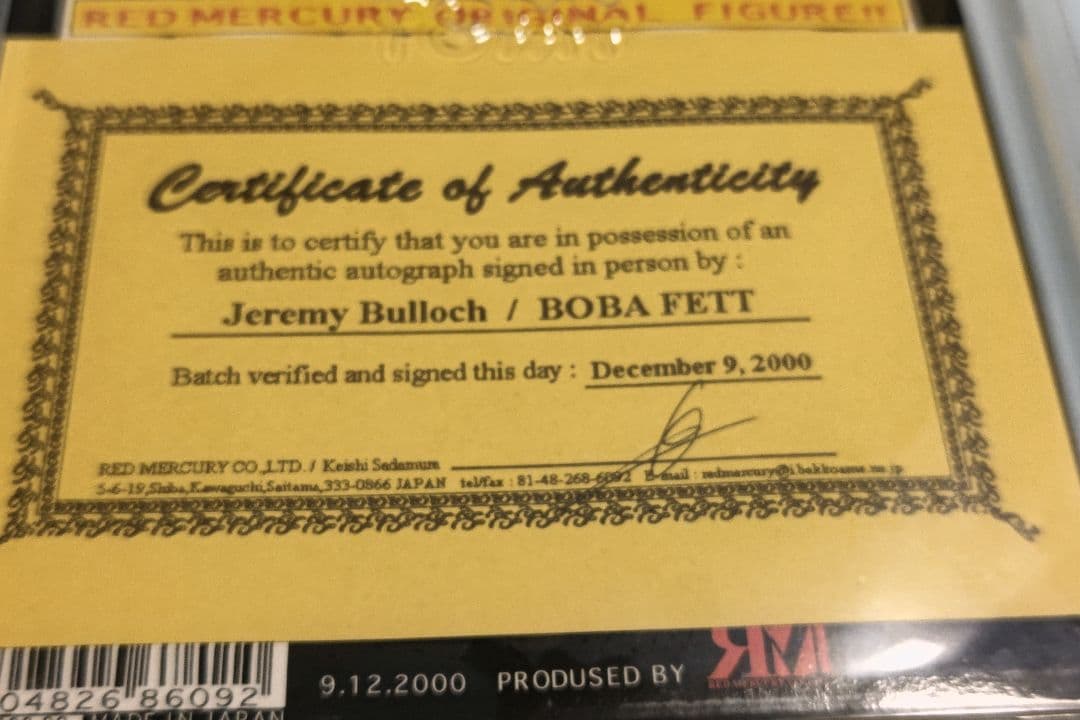 RED MERCURY ORIGINAL FIGURE!!
Certificate of Authenticity
This is to certify that you are in possession of an
authentic autograph signed in person by :
Jeremy Bulloch / BOBA FETT
Batch verified and signed this day : December 9, 2000
RED MERCURY CO.,LTD. / Keishi Sadamura
5-6-19,Shiba,Kawaguchi,Saitama,333-0866 JAPAN tel/fax : 81-48-268-6092 E-mail :
04826 86092
9.12.2000 PRODUSED BY RM
MADE IN JAPAN